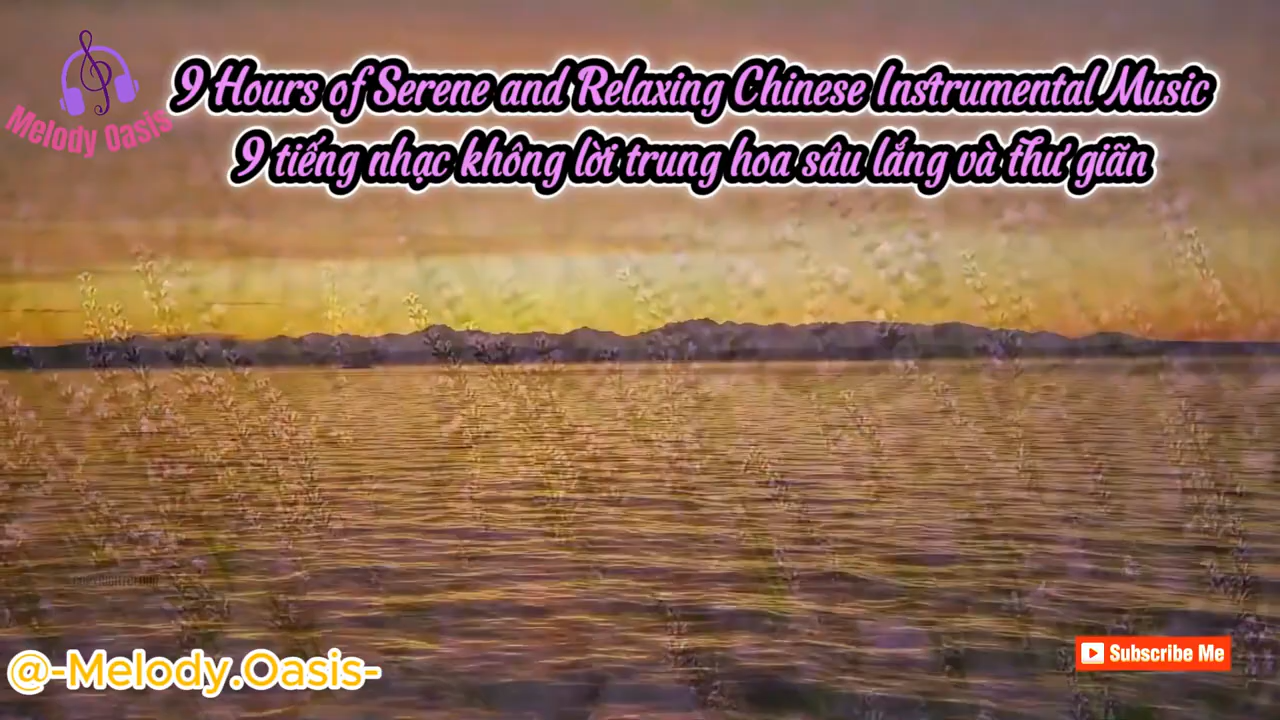 Melody Oasis
9 Hours of Serene and Relaxing Chinese Instrumental Music
9 tiếng nhạc không lời trung hoa sâu lắng và thư giãn
@-Melody.Oasis-
Subscribe Me